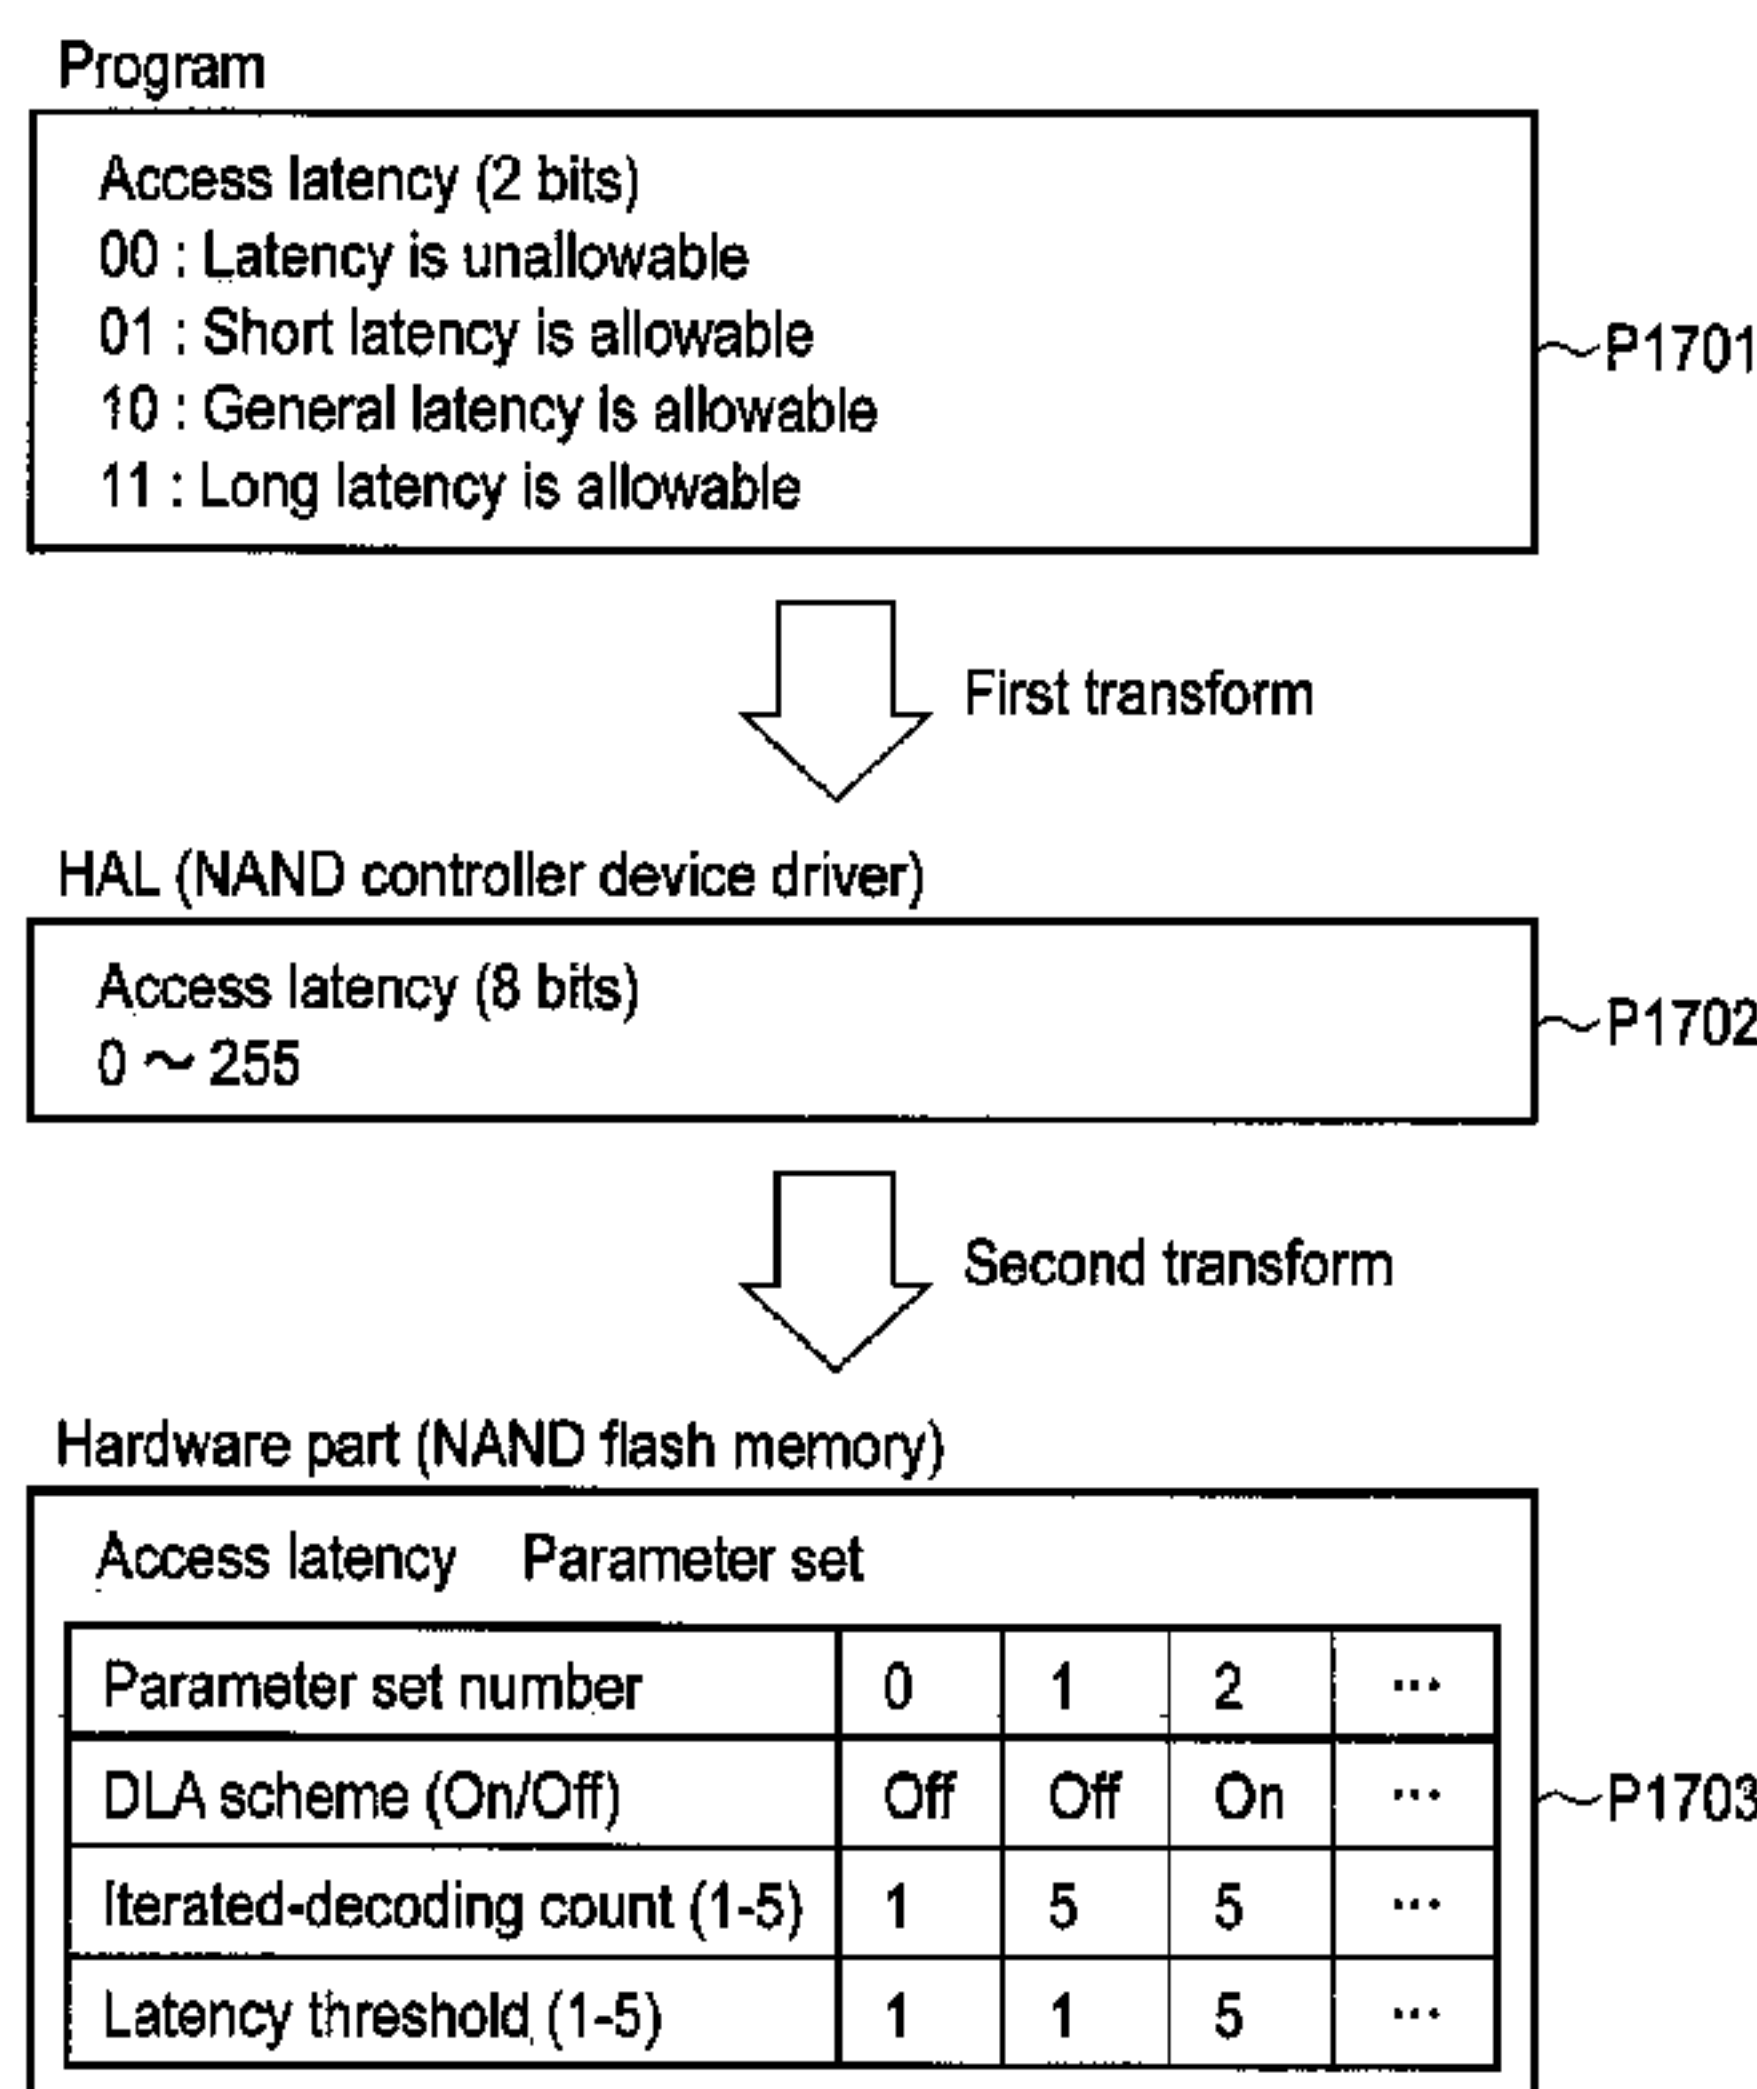 Program
Access latency (2 bits)
00 : Latency is unallowable
01 : Short latency is allowable
10 : General latency is allowable
11 : Long latency is allowable
P1701
First transform
HAL (NAND controller device driver)
Access latency (8 bits)
0 ~ 255
P1702
Second transform
Hardware part (NAND flash memory)
Access latency Parameter set
Parameter set number 0 1 2 ...
DLA scheme (On/Off) Off Off On ...
P1703
Iterated-decoding count (1-5) 1 5 5 ...
Latency threshold (1-5) 1 1 5 ...